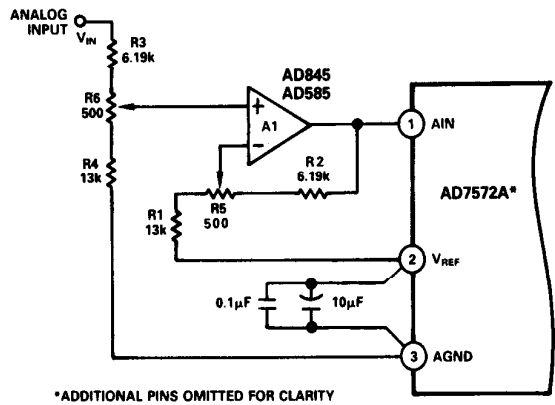 ANALOG
INPUT
VIN
R3
6.19k
R6
500
R4
13k
AD845
AD585
+
A1
−
R2
6.19k
R5
500
R1
13k
1
AIN
AD7572A*
2
VREF
0.1μF
10μF
3
AGND
*ADDITIONAL PINS OMITTED FOR CLARITY